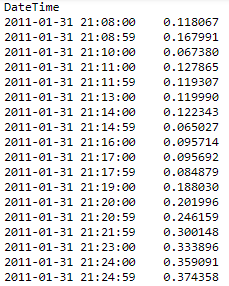 DateTime
2011-01-31 21:08:00    0.118067
2011-01-31 21:08:59    0.167991
2011-01-31 21:10:00    0.067380
2011-01-31 21:11:00    0.127865
2011-01-31 21:11:59    0.119307
2011-01-31 21:13:00    0.119990
2011-01-31 21:14:00    0.122343
2011-01-31 21:14:59    0.065027
2011-01-31 21:16:00    0.095714
2011-01-31 21:17:00    0.095692
2011-01-31 21:17:59    0.084879
2011-01-31 21:19:00    0.188030
2011-01-31 21:20:00    0.201996
2011-01-31 21:20:59    0.246159
2011-01-31 21:21:59    0.300148
2011-01-31 21:23:00    0.333896
2011-01-31 21:24:00    0.359091
2011-01-31 21:24:59    0.374358